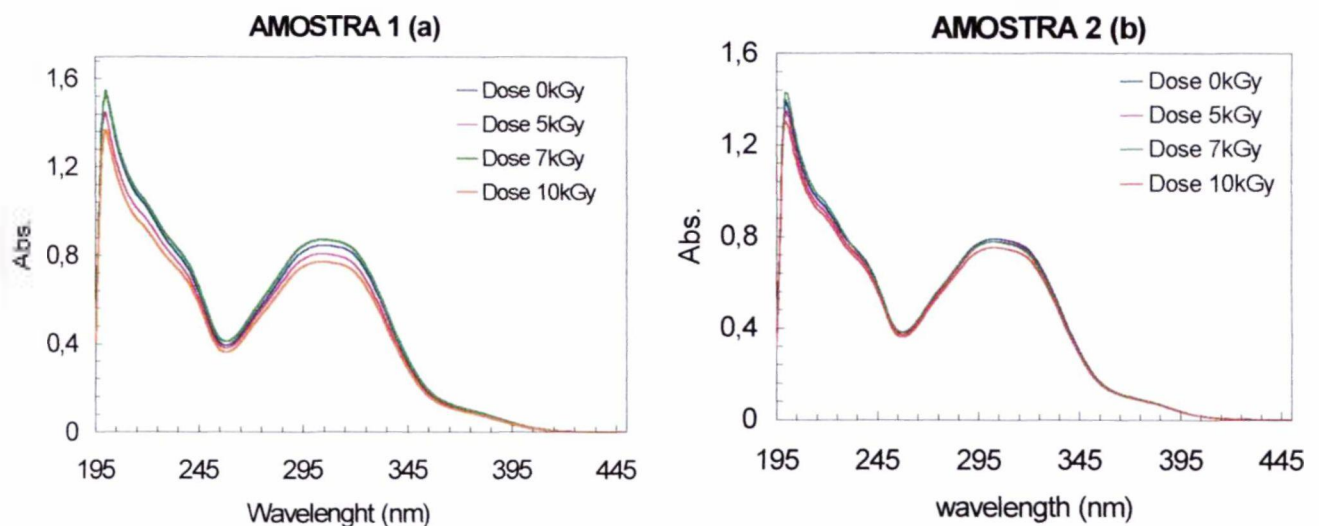 AMOSTRA 1 (a)
1,6
1,2
0,8
0,4
0
Abs.
Dose 0kGy
Dose 5kGy
Dose 7kGy
Dose 10kGy
195 245 295 345 395 445
Wavelenght (nm)
AMOSTRA 2 (b)
1,6
1,2
0,8
0,4
0
Abs.
Dose 0kGy
Dose 5kGy
Dose 7kGy
Dose 10kGy
195 245 295 345 395 445
wavelength (nm)